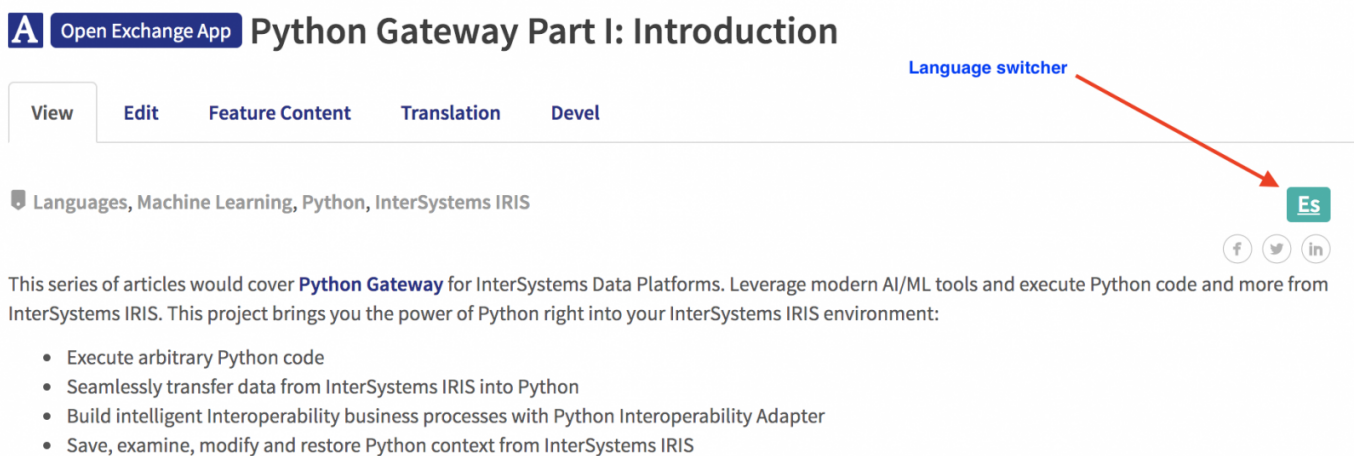 A Open Exchange App Python Gateway Part I: Introduction
Language switcher
View Edit Feature Content Translation Devel
Languages, Machine Learning, Python, InterSystems IRIS
Es
f in
This series of articles would cover Python Gateway for InterSystems Data Platforms. Leverage modern AI/ML tools and execute Python code and more from
InterSystems IRIS. This project brings you the power of Python right into your InterSystems IRIS environment:
• Execute arbitrary Python code
• Seamlessly transfer data from InterSystems IRIS into Python
• Build intelligent Interoperability business processes with Python Interoperability Adapter
• Save, examine, modify and restore Python context from InterSystems IRIS